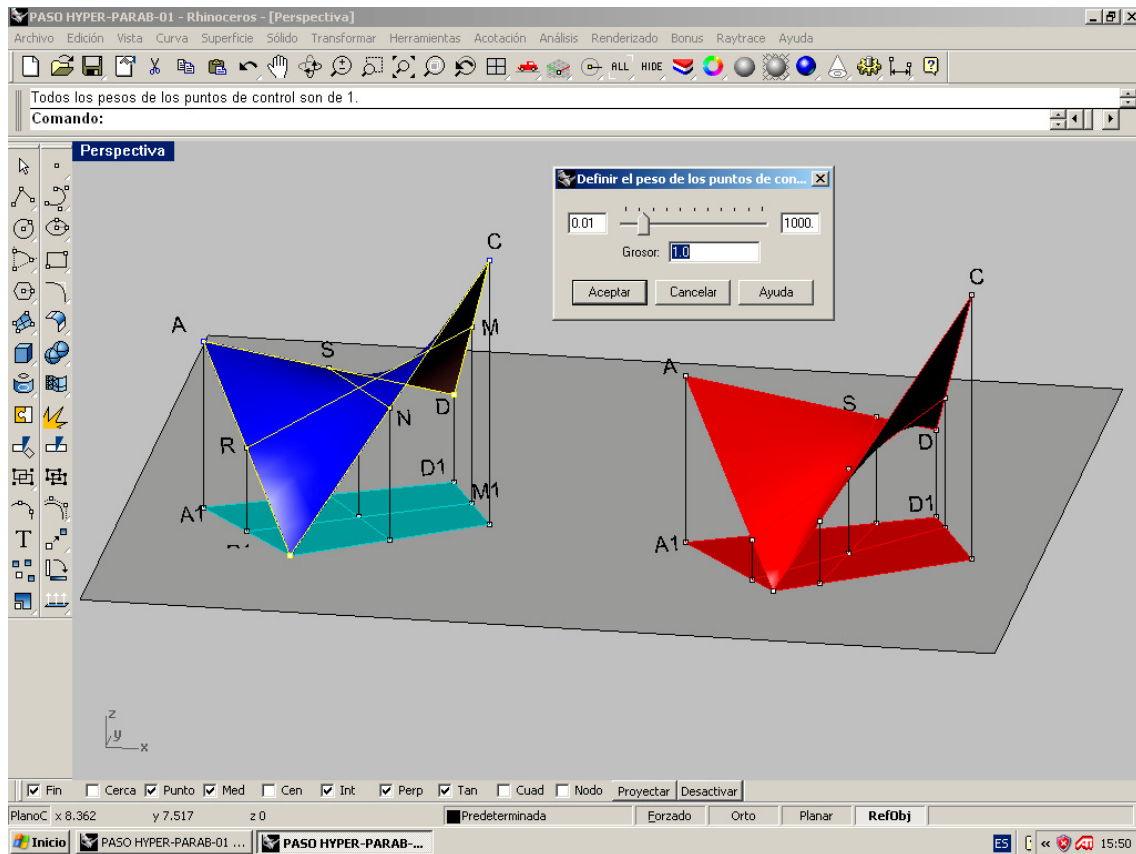 PASO HYPER-PARAB-01 - Rhinoceros - [Perspectiva]
Archivo Edición Vista Curva Superficie Sólido Transformar Herramientas Acotación Análisis Renderizado Bonus Raytrace Ayuda
ALL HIDE
Todos los pesos de los puntos de control son de 1.
Comando:
Perspectiva
Definir el peso de los puntos de con...
0.01 1000.
Grosor: 1.0
Aceptar Cancelar Ayuda
C
A
S
M
D
N
R
D1
M1
A1
C
A
S
D
D1
A1
T
z
y
x
Fin Cerca Punto Med Cen Int Perp Tan Cuad Nodo Proyectar Desactivar
PlanoC x 8.362 y 7.517 z 0 Predeterminada Forzado Orto Planar RefObj
Inicio PASO HYPER-PARAB-01 ... PASO HYPER-PARAB-... ES « 15:50